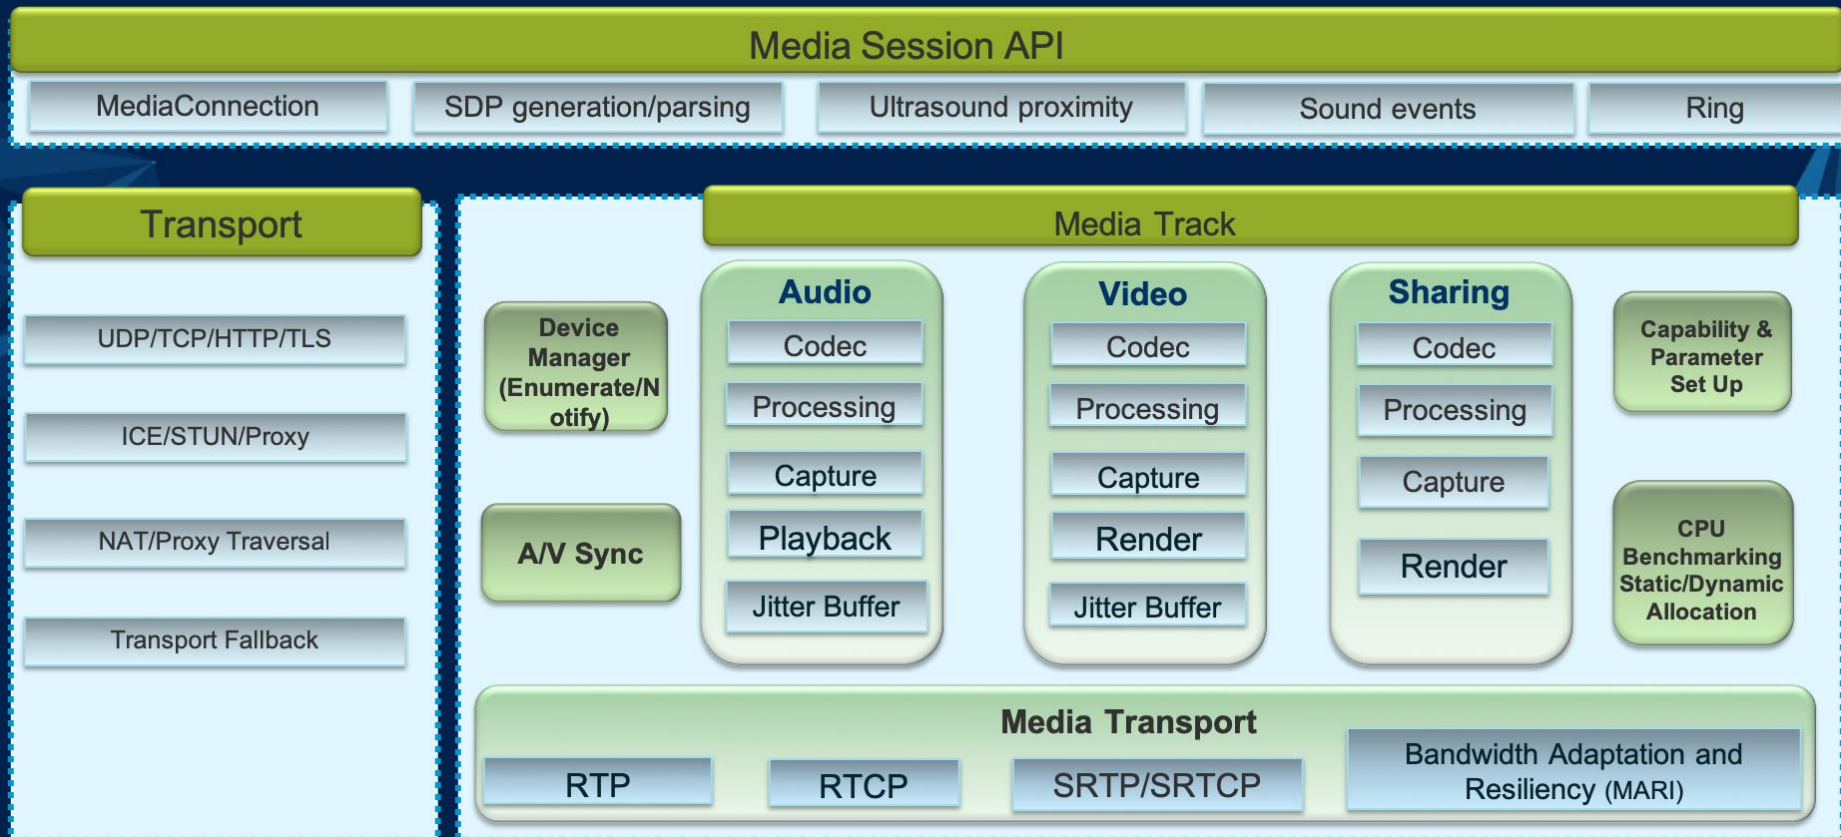 Media Session API
MediaConnection
SDP generation/parsing
Ultrasound proximity
Sound events
Ring
Transport
UDP/TCP/HTTP/TLS
ICE/STUN/Proxy
NAT/Proxy Traversal
Transport Fallback
Media Track
Device
Manager
(Enumerate/N
otify)
A/V Sync
Audio
Codec
Processing
Capture
Playback
Jitter Buffer
Video
Codec
Processing
Capture
Render
Jitter Buffer
Sharing
Codec
Processing
Capture
Render
Capability &
Parameter
Set Up
CPU
Benchmarking
Static/Dynamic
Allocation
Media Transport
RTP
RTCP
SRTP/SRTCP
Bandwidth Adaptation and
Resiliency (MARI)